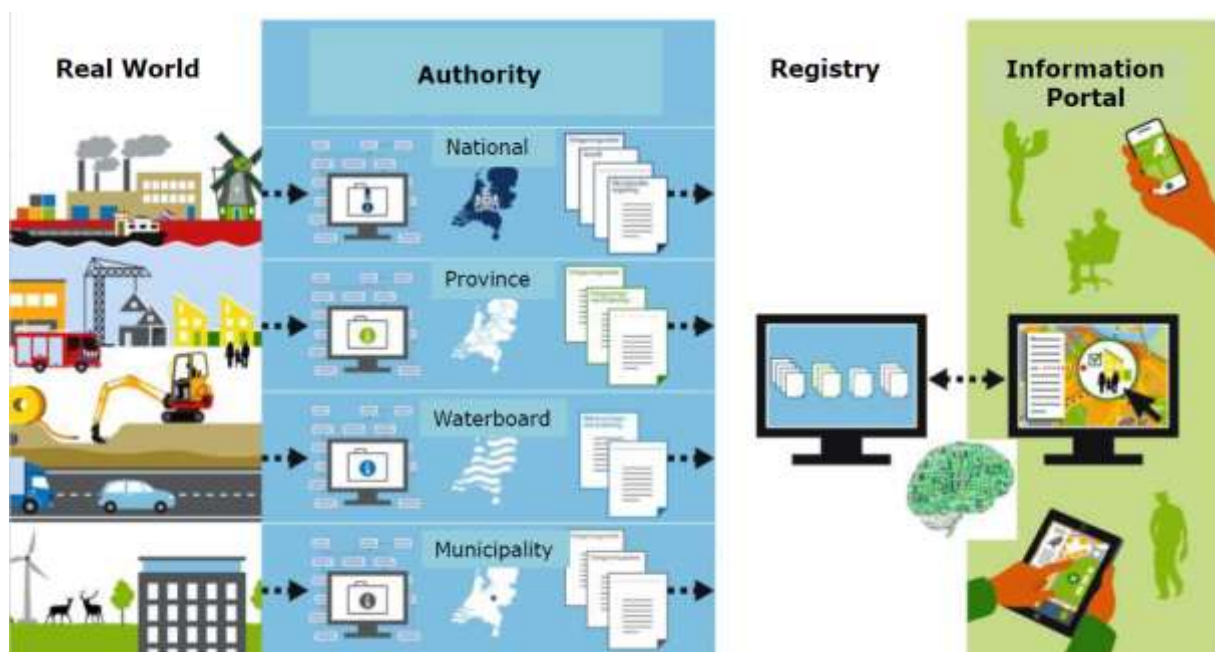 Real World
Authority
Registry
Information
Portal
National
Province
Waterboard
Municipality